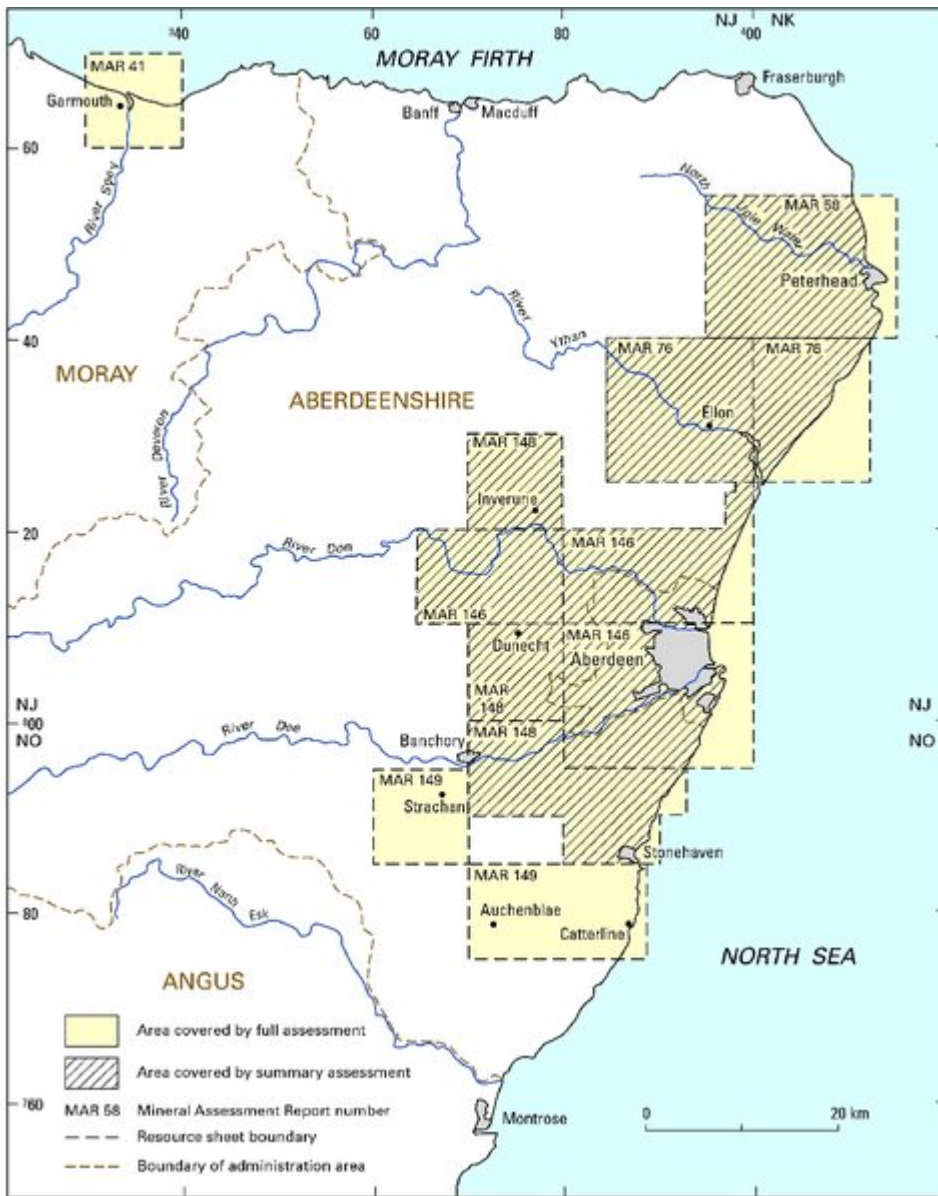 NJ NK
³40
60
80
⁴00
MORAY FIRTH
MAR 41
Garmouth
Banff
Macduff
Fraserburgh
60
River Spey
North Ugie Water
MAR 58
Peterhead
River Ythan
40
MORAY
ABERDEENSHIRE
MAR 76
MAR 76
Ellon
River Deveron
MAR 148
Inverurie
20
River Don
MAR 146
MAR 146
Dunecht
MAR 146
Aberdeen
MAR 148
NJ
⁸00
NO
NJ
NO
River Dee
Banchory
MAR 148
MAR 149
Strachan
Stonehaven
MAR 149
River North Esk
80
Auchenblae
Catterline
NORTH SEA
ANGUS
Area covered by full assessment
Area covered by summary assessment
MAR 58 Mineral Assessment Report number
⁷60
Resource sheet boundary
Boundary of administration area
Montrose
0 20 km